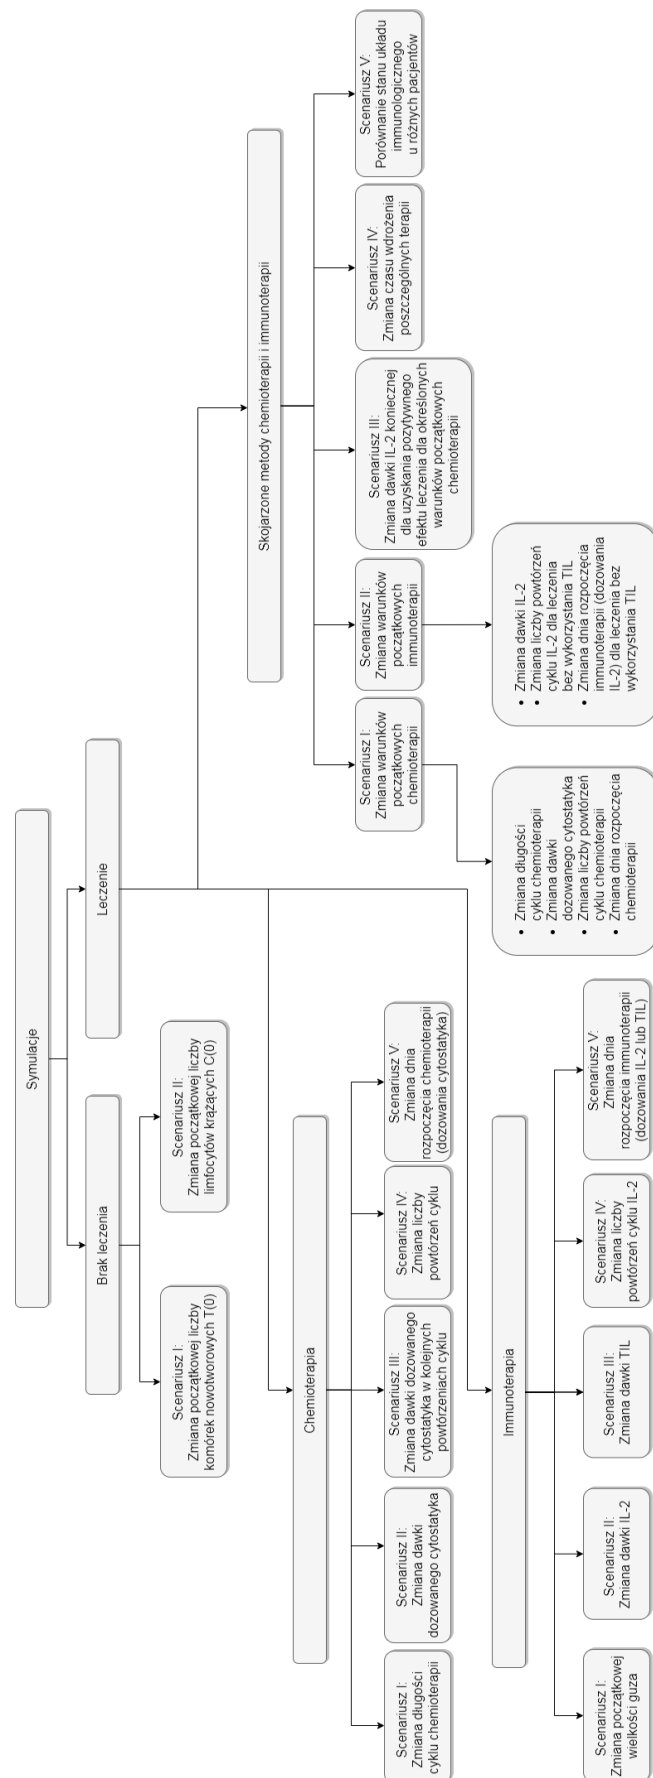 Symulacje
Brak leczenia
Leczenie
Scenariusz I:
Zmiana początkowej liczby
komórek nowotworowych T(0)
Scenariusz II:
Zmiana początkowej liczby
limfocytów krążących C(0)
Chemioterapia
Scenariusz I:
Zmiana długości
cyklu chemioterapii
Scenariusz II:
Zmiana dawki
dozowanego cytostatyka
Scenariusz III:
Zmiana dawki dozowanego
cytostatyka w kolejnych
powtórzeniach cyklu
Scenariusz IV:
Zmiana liczby
powtórzeń cyklu
Scenariusz V:
Zmiana dnia
rozpoczęcia chemioterapii
(dozowania cytostatyka)
Immunoterapia
Scenariusz I:
Zmiana początkowej
wielkości guza
Scenariusz II:
Zmiana dawki IL-2
Scenariusz III:
Zmiana dawki TIL
Scenariusz IV:
Zmiana liczby
powtórzeń cyklu IL-2
Scenariusz V:
Zmiana dnia
rozpoczęcia immunoterapii
(dozowania IL-2 lub TIL)
Skojarzone metody chemioterapii i immunoterapii
Scenariusz I:
Zmiana warunków
początkowych
chemioterapii
Scenariusz II:
Zmiana warunków
początkowych
immunoterapii
Scenariusz III:
Zmiana dawki IL-2 koniecznej
dla uzyskania pozytywnego
efektu leczenia dla określonych
warunków początkowych
chemioterapii
Scenariusz IV:
Zmiana czasu wdrożenia
poszczególnych terapii
Scenariusz V:
Porównanie stanu układu
immunologicznego
u różnych pacjentów
• Zmiana długości
cyklu chemioterapii
• Zmiana dawki
dozowanego cytostatyka
• Zmiana liczby powtórzeń
cyklu chemioterapii
• Zmiana dnia rozpoczęcia
chemioterapii
• Zmiana dawki IL-2
• Zmiana liczby powtórzeń
cyklu IL-2 dla leczenia
bez wykorzystania TIL
• Zmiana dnia rozpoczęcia
immunoterapii (dozowania
IL-2) dla leczenia bez
wykorzystania TIL